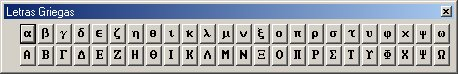 Letras Griegas
α β γ δ ε ζ η θ ι κ λ μ ν ξ ο π ρ σ τ υ φ χ ψ ω
Α Β Γ Δ Ε Ζ Η Θ Ι Κ Λ Μ Ν Ξ Ο Π Ρ Σ Τ Υ Φ Χ Ψ Ω